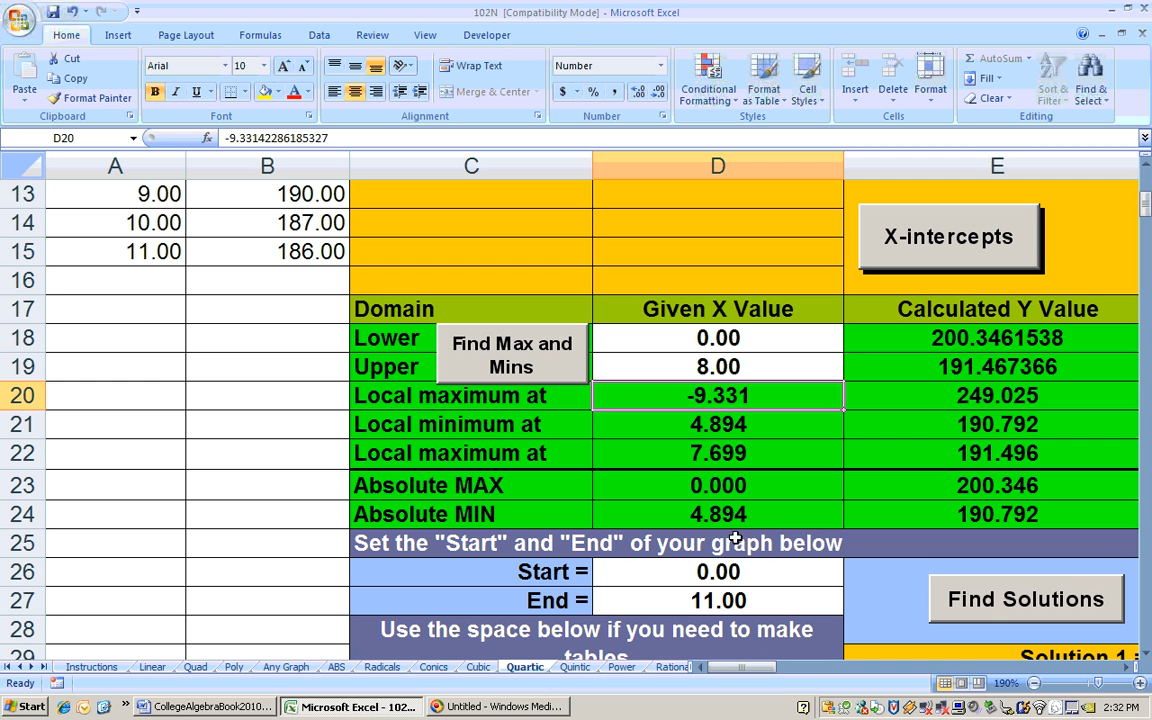 102N [Compatibility Mode] - Microsoft Excel
Home Insert Page Layout Formulas Data Review View Developer
Cut
Copy
Paste
Format Painter
Clipboard
Arial 10
B I U A
Font
Wrap Text
Merge & Center
Alignment
Number
$ % ,
Number
Conditional Formatting
Format as Table
Cell Styles
Styles
Insert Delete Format
Cells
Σ AutoSum
Fill
Clear
Sort & Filter
Find & Select
Editing
D20 fx -9.33142286185327
A B C D E
13 9.00 190.00
14 10.00 187.00
15 11.00 186.00
16
X-intercepts
17 Domain Given X Value Calculated Y Value
18 Lower 0.00 200.3461538
Find Max and Mins
19 Upper 8.00 191.467366
20 Local maximum at -9.331 249.025
21 Local minimum at 4.894 190.792
22 Local maximum at 7.699 191.496
23 Absolute MAX 0.000 200.346
24 Absolute MIN 4.894 190.792
25 Set the "Start" and "End" of your graph below
26 Start = 0.00
27 End = 11.00
Find Solutions
28 Use the space below if you need to make
29 tables Solution 1 =
Instructions Linear Quad Poly Any Graph ABS Radicals Conics Cubic Quartic Quintic Power Rationa
Ready 190%
Start CollegeAlgebraBook2010... Microsoft Excel - 102... Untitled - Windows Medi... 2:32 PM